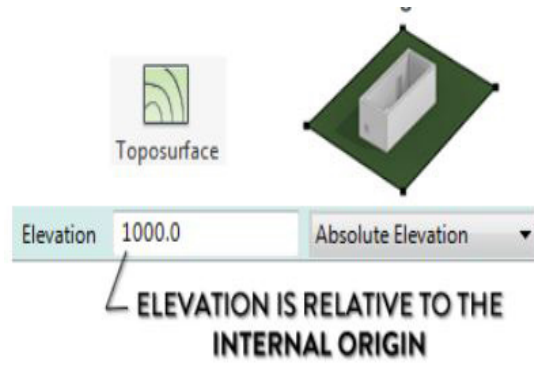 Toposurface
Elevation 1000.0 Absolute Elevation
ELEVATION IS RELATIVE TO THE
INTERNAL ORIGIN